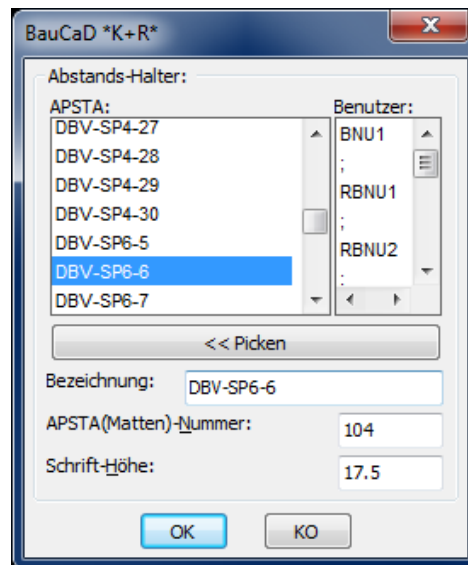 BauCaD *K+R*
Abstands-Halter:
APSTA:
DBV-SP4-27
DBV-SP4-28
DBV-SP4-29
DBV-SP4-30
DBV-SP6-5
DBV-SP6-6
DBV-SP6-7
Benutzer:
BNU1
;
RBNU1
;
RBNU2
;
<< Picken
Bezeichnung: DBV-SP6-6
APSTA(Matten)-Nummer: 104
Schrift-Höhe: 17.5
OK KO